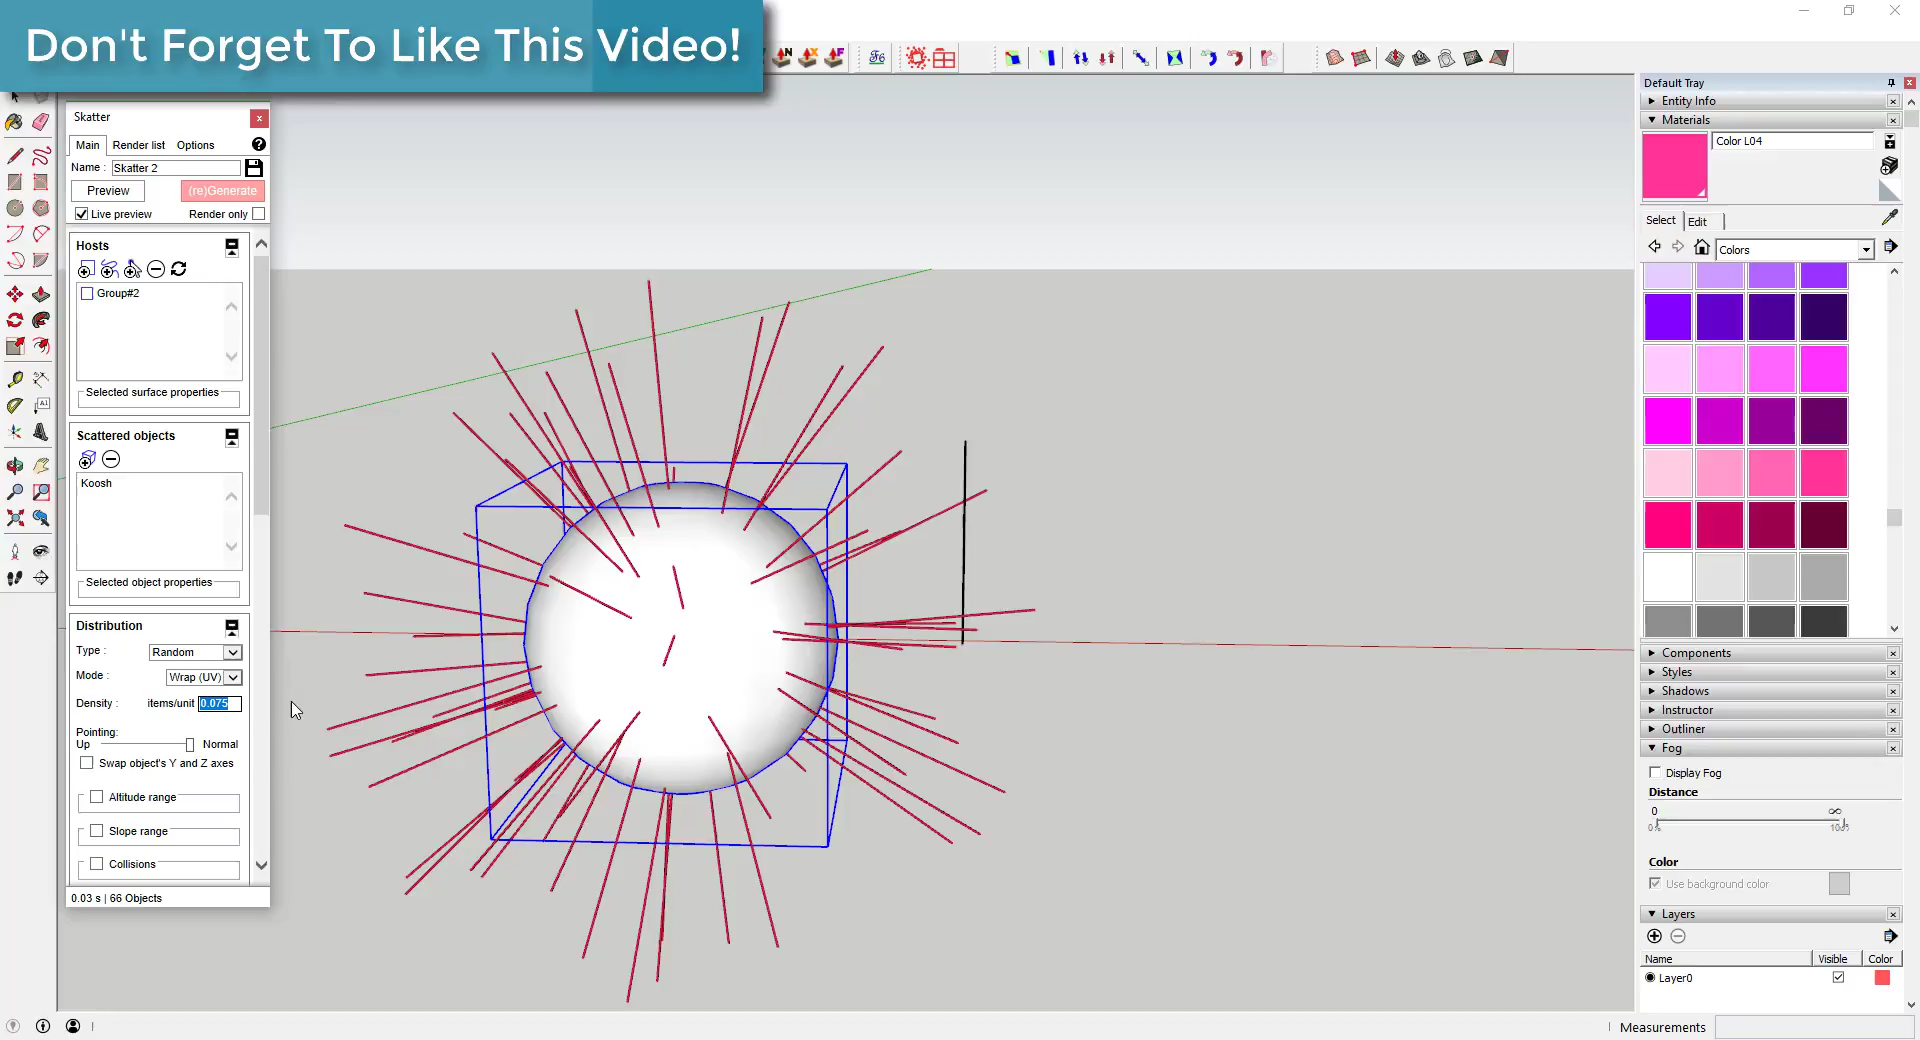 Don't Forget To Like This Video!
Skatter
Main Render list Options
Name : Skatter 2
Preview (re)Generate
Live preview Render only
Hosts
Group#2
Selected surface properties
Scattered objects
Koosh
Selected object properties
Distribution
Type : Random
Mode : Wrap (UV)
Density : items/unit 0.075
Pointing:
Up Normal
Swap object's Y and Z axes
Altitude range
Slope range
Collisions
0.03 s | 66 Objects
Default Tray
Entity Info
Materials
Color L04
Select Edit
Colors
Components
Styles
Shadows
Instructor
Outliner
Fog
Display Fog
Distance
0 ∞
Color
Use background color
Layers
Name Visible Color
Layer0
Measurements